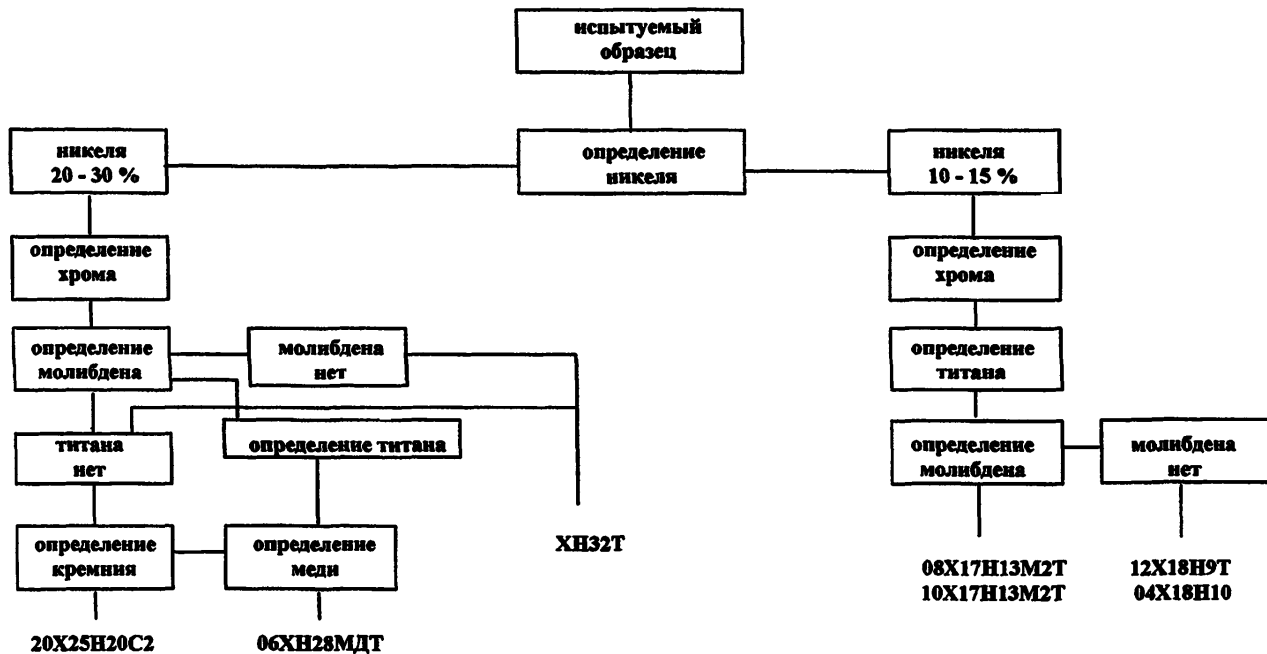 испытуемый
образец
никеля
20 - 30 %
определение
никеля
никеля
10 - 15 %
определение
хрома
определение
хрома
определение
молибдена
молибдена
нет
определение
титана
титана
нет
определение титана
определение
молибдена
молибдена
нет
определение
кремния
определение
меди
ХН32Т
08Х17Н13М2Т
10Х17Н13М2Т
12Х18Н9Т
04Х18Н10
20Х25Н20С2
06ХН28МДТ